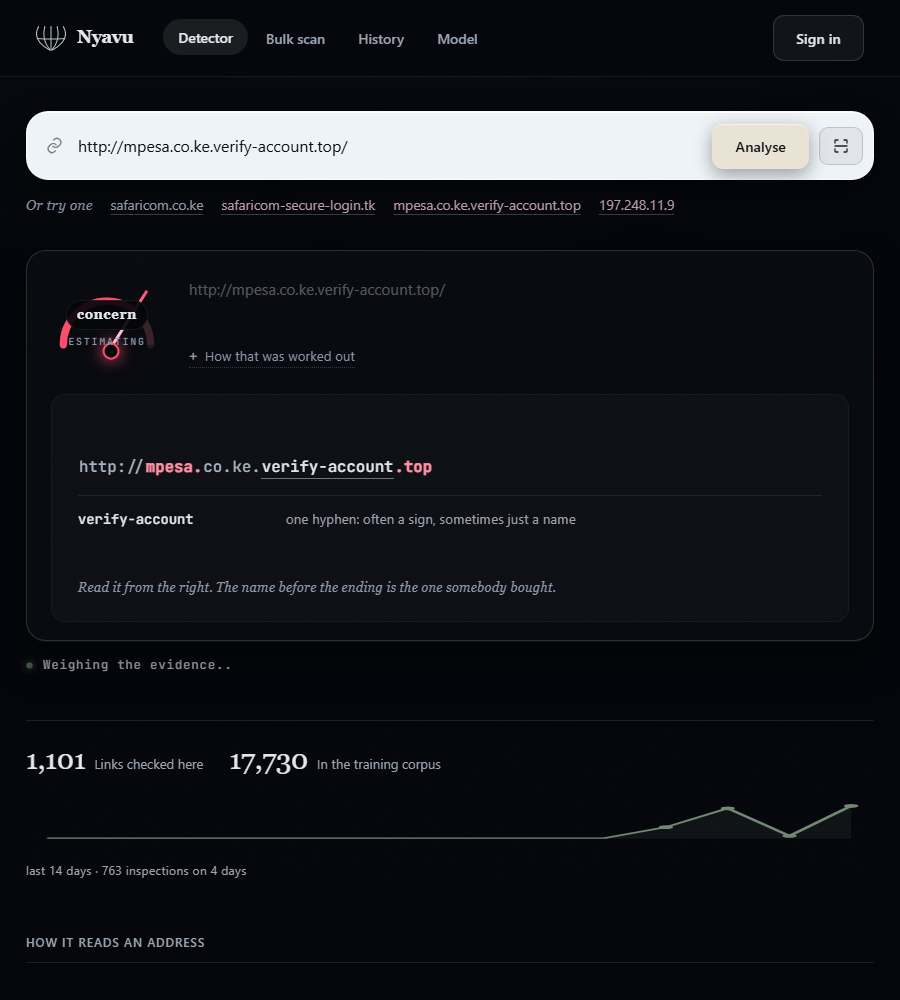 Nyavu Detector Bulk scan History Model Sign in
http://mpesa.co.ke.verify-account.top/ Analyse
Or try one safaricom.co.ke safaricom-secure-login.tk mpesa.co.ke.verify-account.top 197.248.11.9
http://mpesa.co.ke.verify-account.top/
concern
ESTIMATING
+ How that was worked out
http://mpesa.co.ke.verify-account.top
verify-account one hyphen: often a sign, sometimes just a name
Read it from the right. The name before the ending is the one somebody bought.
Weighing the evidence..
1,101 Links checked here 17,730 In the training corpus
last 14 days · 763 inspections on 4 days
HOW IT READS AN ADDRESS